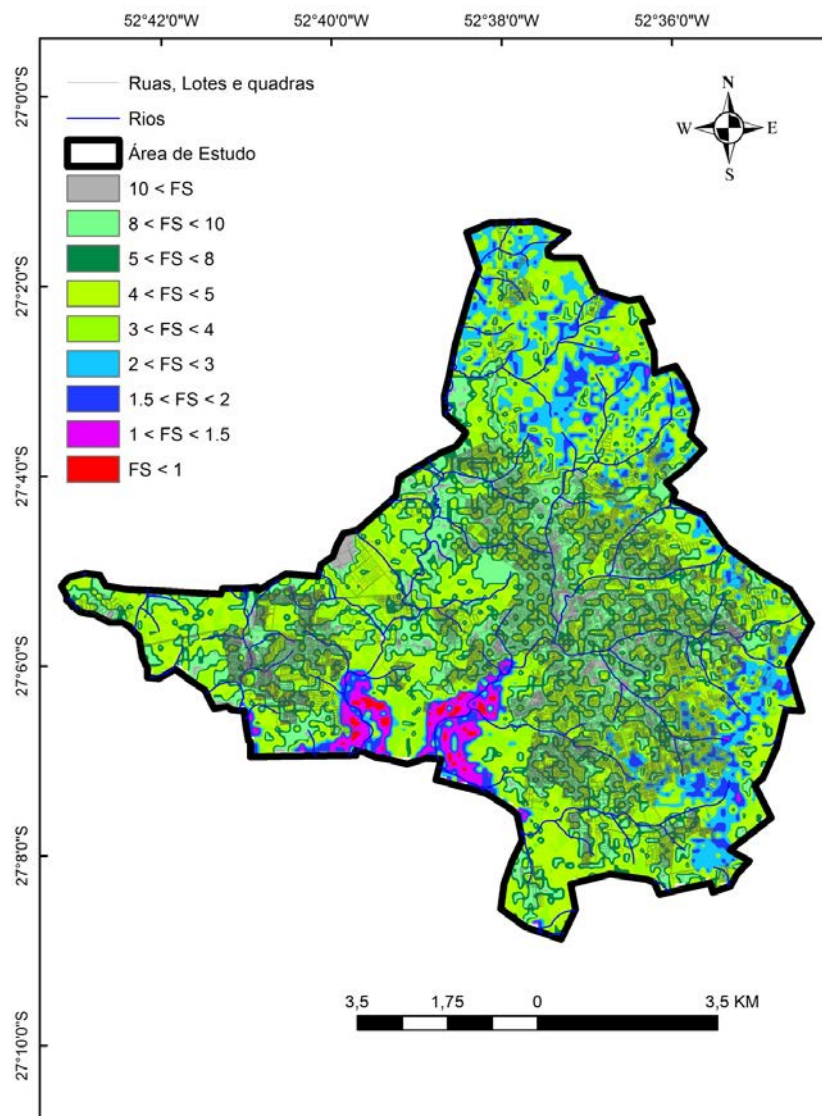 52°42'0"W 52°40'0"W 52°38'0"W 52°36'0"W
27°0'0"S
27°2'0"S
27°4'0"S
27°6'0"S
27°8'0"S
27°10'0"S
Ruas, Lotes e quadras
Rios
Área de Estudo
10 < FS
8 < FS < 10
5 < FS < 8
4 < FS < 5
3 < FS < 4
2 < FS < 3
1.5 < FS < 2
1 < FS < 1.5
FS < 1
N
W E
S
3,5 1,75 0 3,5 KM